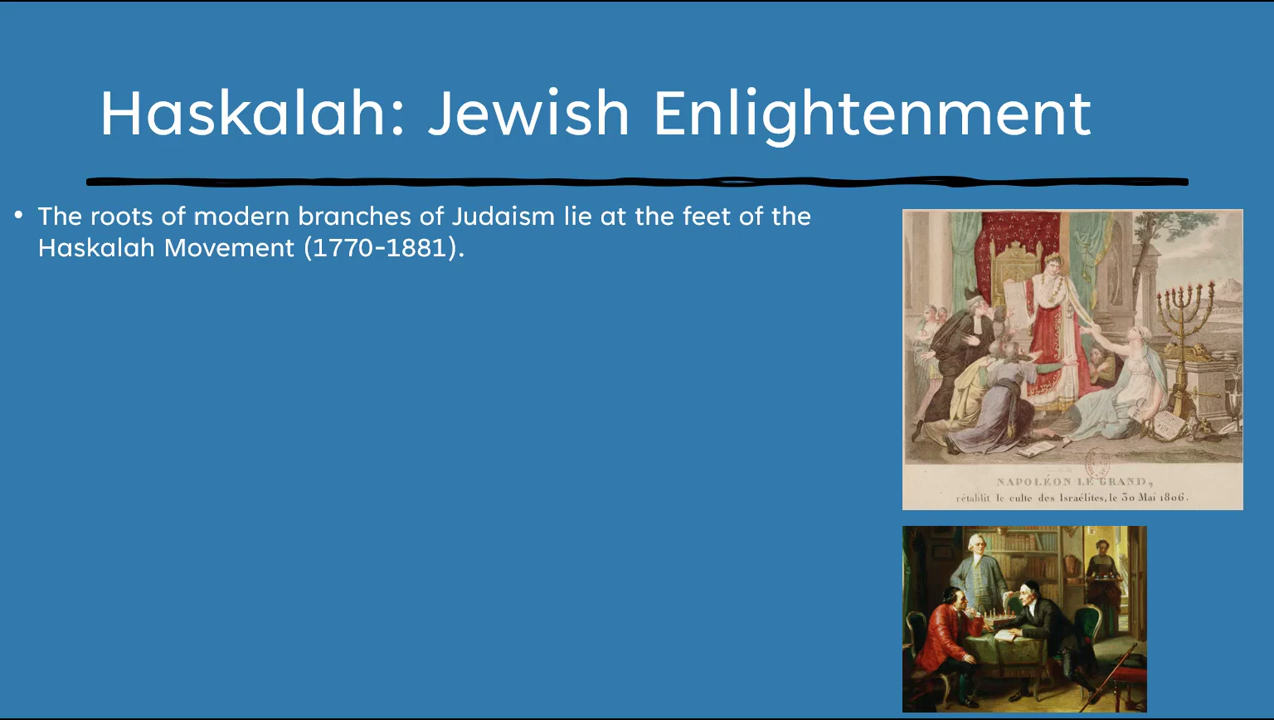 Haskalah: Jewish Enlightenment
• The roots of modern branches of Judaism lie at the feet of the
Haskalah Movement (1770-1881).
NAPOLÉON LE GRAND,
rétablit le culte des Israélites, le 30 Mai 1806.